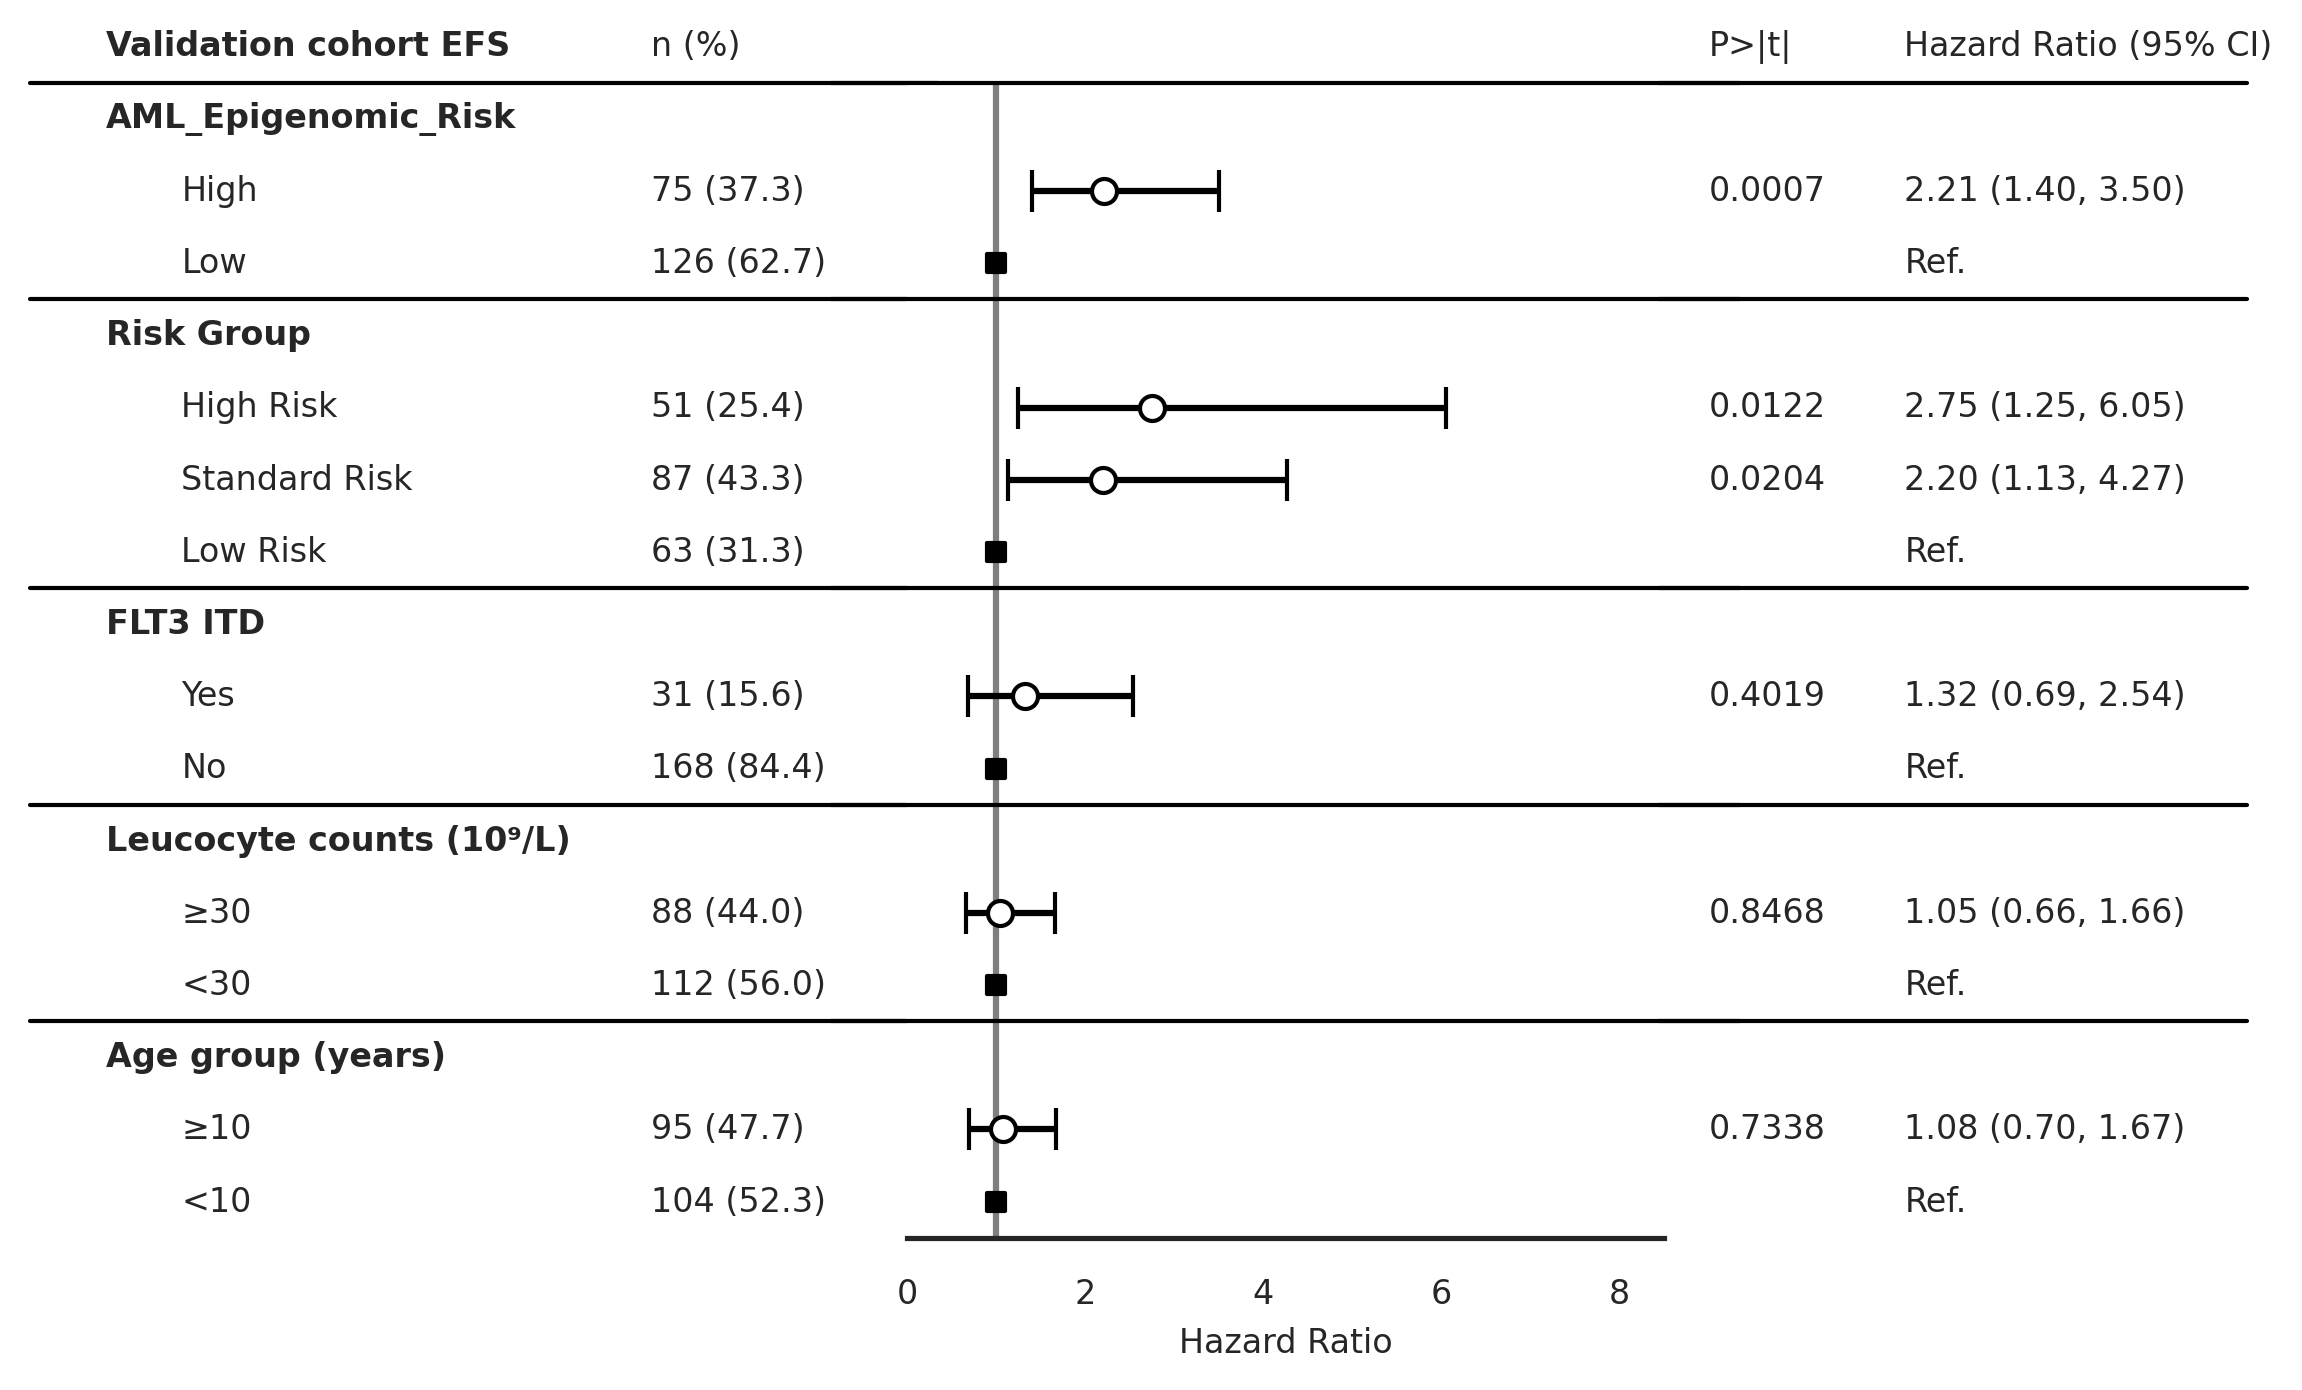 Validation cohort EFS n (%) P>|t| Hazard Ratio (95% CI)
AML_Epigenomic_Risk
High 75 (37.3) 0.0007 2.21 (1.40, 3.50)
Low 126 (62.7) Ref.
Risk Group
High Risk 51 (25.4) 0.0122 2.75 (1.25, 6.05)
Standard Risk 87 (43.3) 0.0204 2.20 (1.13, 4.27)
Low Risk 63 (31.3) Ref.
FLT3 ITD
Yes 31 (15.6) 0.4019 1.32 (0.69, 2.54)
No 168 (84.4) Ref.
Leucocyte counts (10⁹/L)
≥30 88 (44.0) 0.8468 1.05 (0.66, 1.66)
<30 112 (56.0) Ref.
Age group (years)
≥10 95 (47.7) 0.7338 1.08 (0.70, 1.67)
<10 104 (52.3) Ref.
0 2 4 6 8
Hazard Ratio